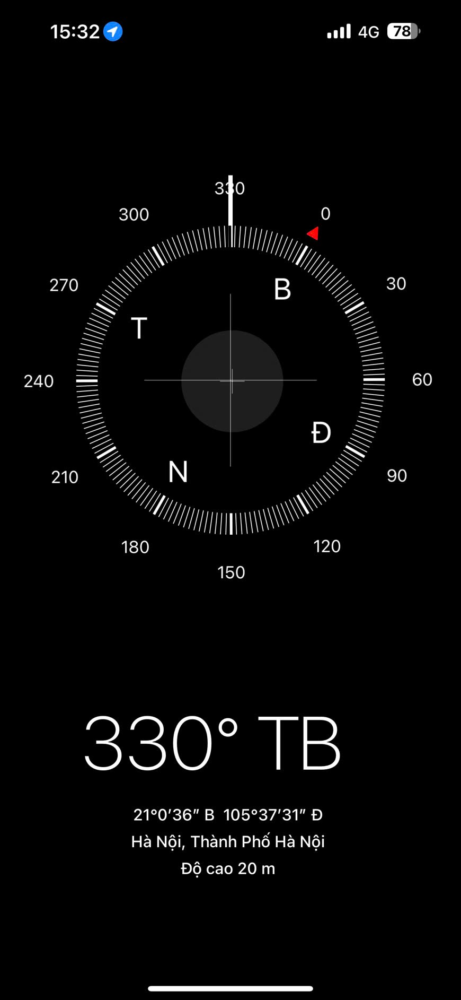 15:32 4G 78
330
300 0
270 30
B
T
240 60
Đ
N
210 90
180 120
150
330° TB
21°0’36” B 105°37’31” Đ
Hà Nội, Thành Phố Hà Nội
Độ cao 20 m